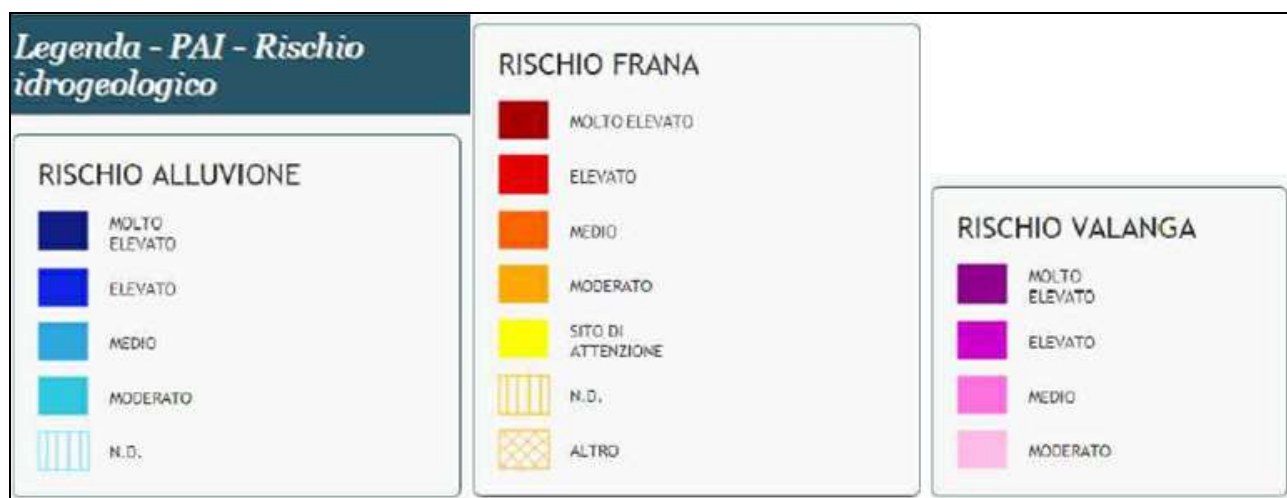 Legenda - PAI - Rischio
idrogeologico
RISCHIO ALLUVIONE
MOLTO
ELEVATO
ELEVATO
MEDIO
MODERATO
N.D.
RISCHIO FRANA
MOLTO ELEVATO
ELEVATO
MEDIO
MODERATO
SITO DI
ATTENZIONE
N.D.
ALTRO
RISCHIO VALANGA
MOLTO
ELEVATO
ELEVATO
MEDIO
MODERATO